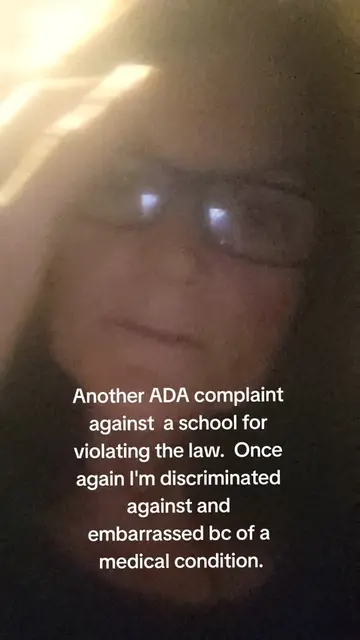 Another ADA complaint
against  a school for
violating the law.  Once
again I'm discriminated
against and
embarrassed bc of a
medical condition.